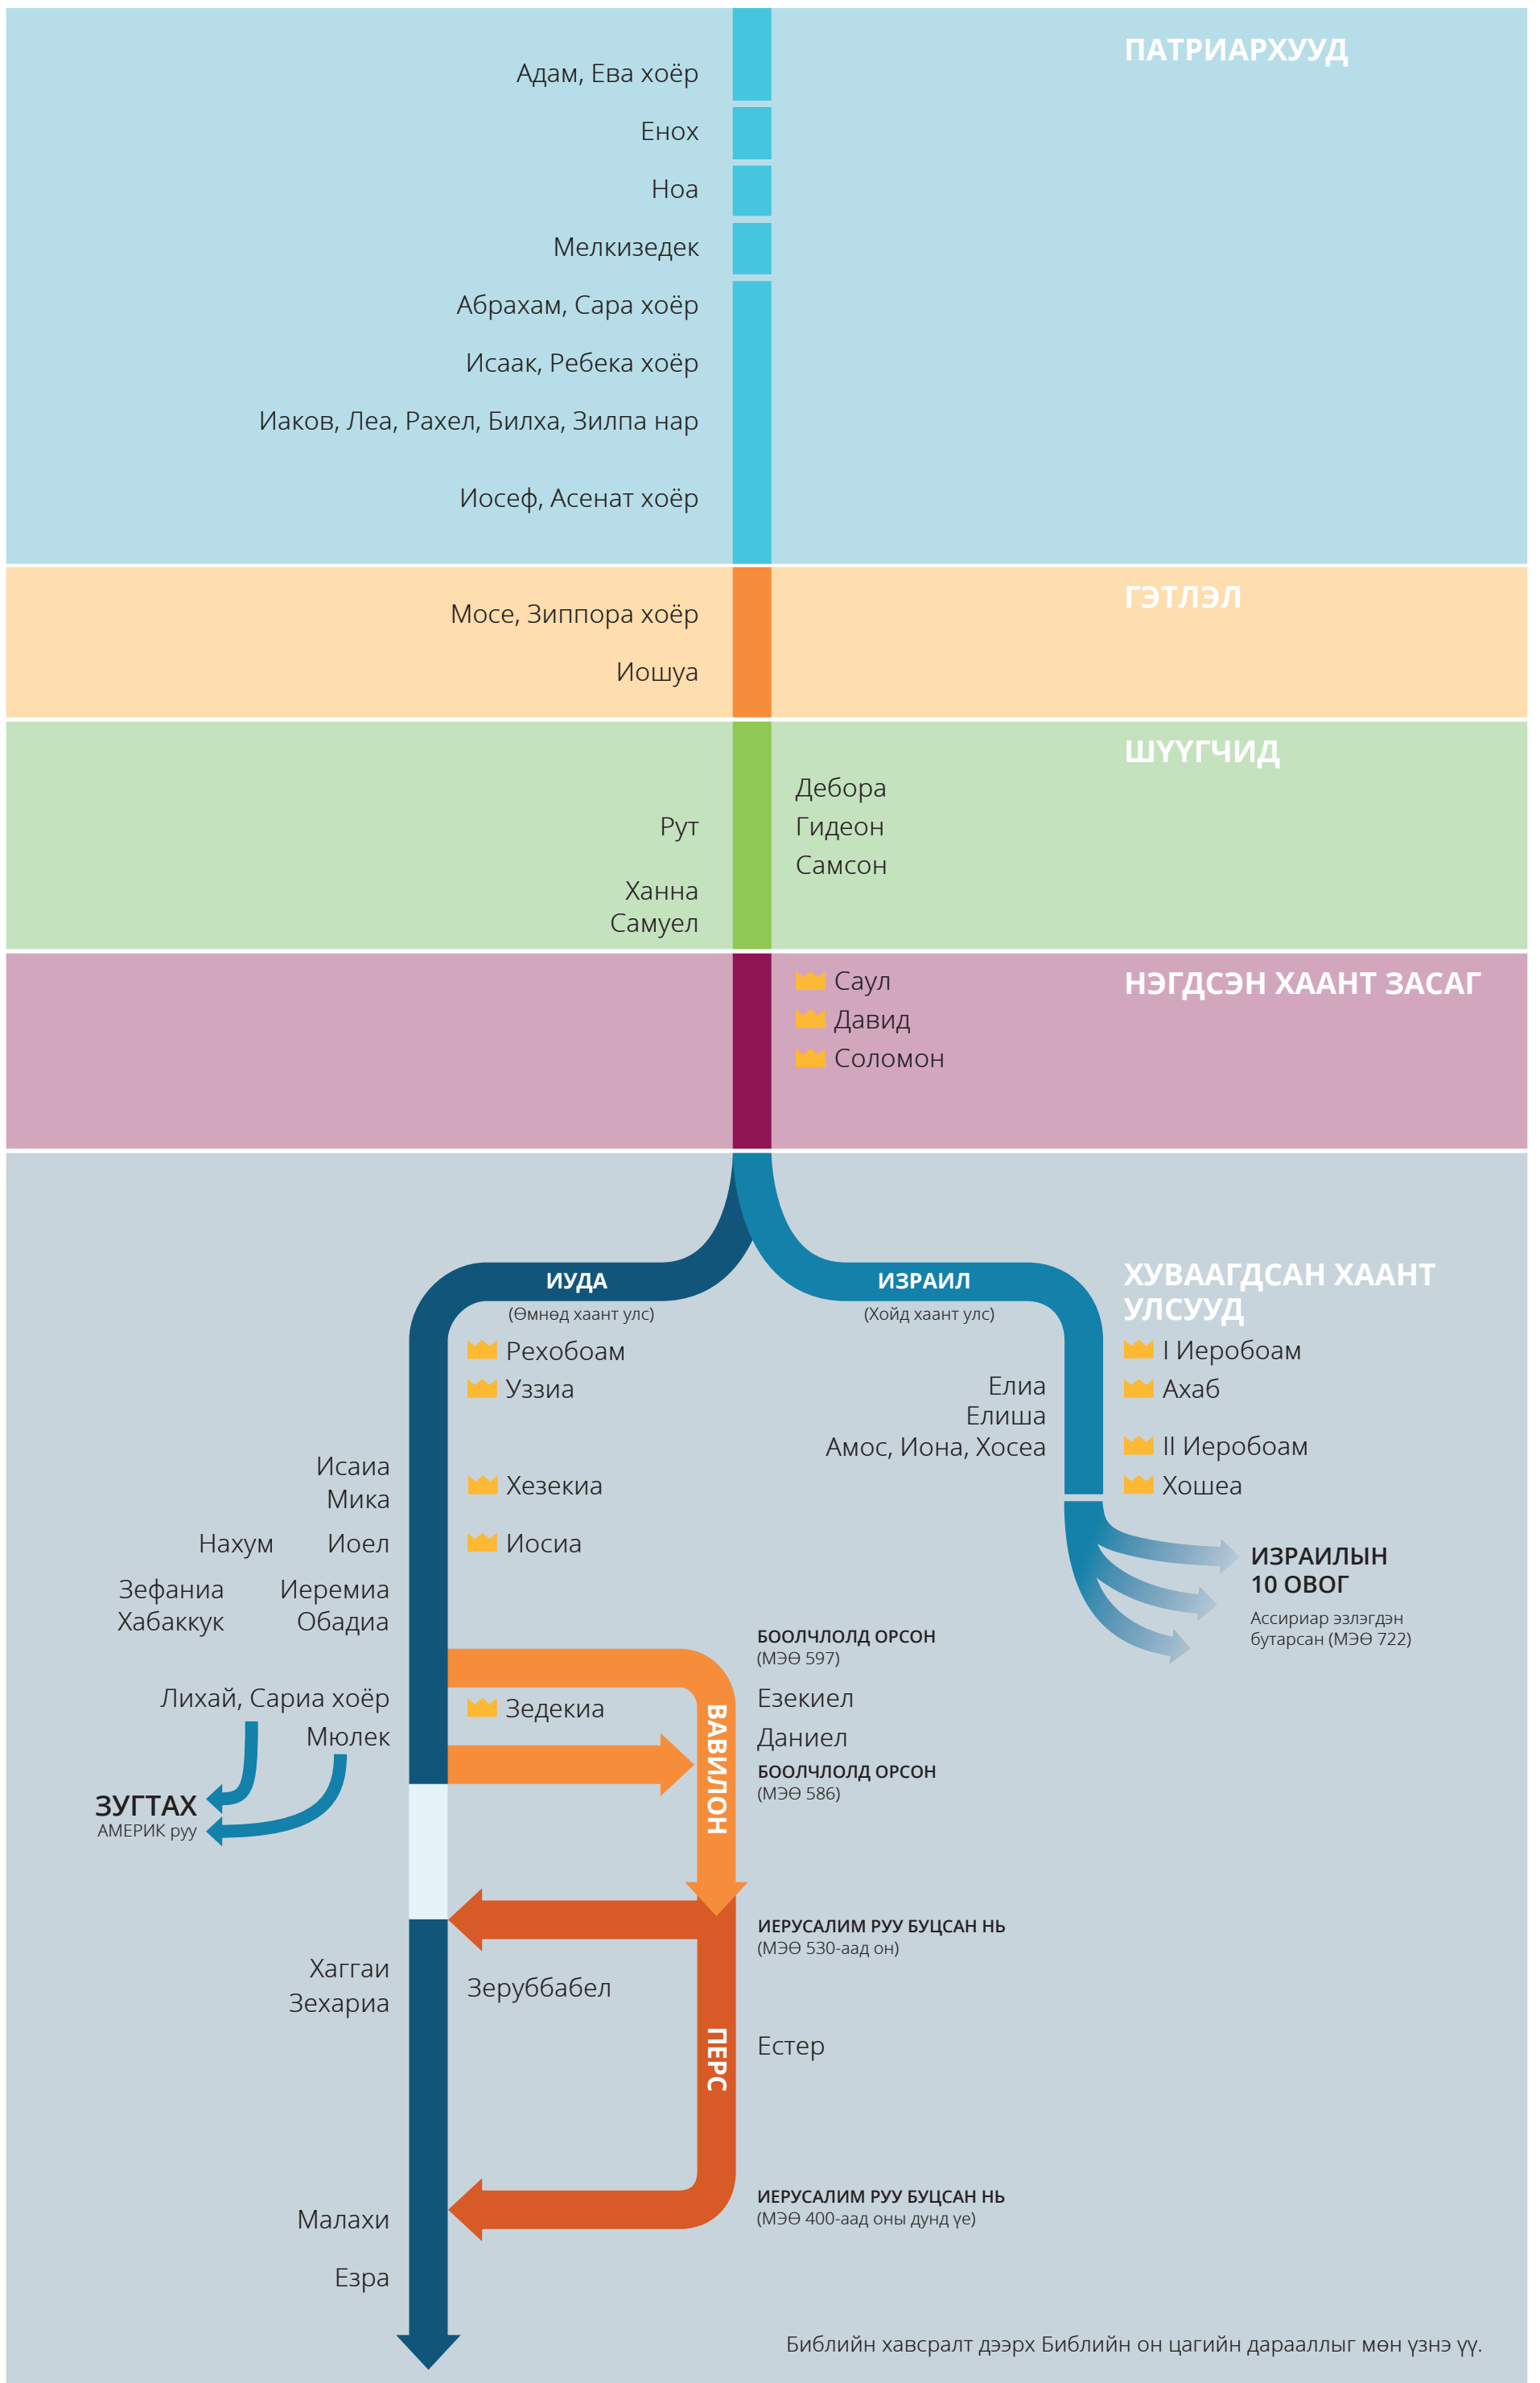 ПАТРИАРХУУД
Адам, Ева хоёр
Енох
Ноа
Мелкизедек
Абрахам, Сара хоёр
Исаак, Ребека хоёр
Иаков, Леа, Рахел, Билха, Зилпа нар
Иосеф, Асенат хоёр
ГЭТЛЭЛ
Мосе, Зиппора хоёр
Иошуа
ШҮҮГЧИД
Дебора
Гидеон
Самсон
Рут
Ханна
Самуел
НЭГДСЭН ХААНТ ЗАСАГ
Саул
Давид
Соломон
ХУВААГДСАН ХААНТ
УЛСУУД
ИУДА
(Өмнөд хаант улс)
Рехобоам
Уззиа
Хезекиа
Иосиа
ИЗРАИЛ
(Хойд хаант улс)
Елиа
Елиша
Амос, Иона, Хосеа
I Иеробоам
Ахаб
II Иеробоам
Хошеа
ИЗРАИЛЫН
10 ОВОГ
Ассириар эзлэгдэн
бутарсан (МЭӨ 722)
Исаиа
Мика
Нахум Иоел
Зефаниа Иеремиа
Хабаккук Обадиа
Лихай, Сариа хоёр
Мюлек
ЗУГТАХ
АМЕРИК руу
Зедекиа
ВАВИЛОН
БООЛЧЛОЛД ОРСОН
(МЭӨ 597)
Езекиел
Даниел
БООЛЧЛОЛД ОРСОН
(МЭӨ 586)
ИЕРУСАЛИМ РУУ БУЦСАН НЬ
(МЭӨ 530-аад он)
Хаггаи
Зехариа
Зеруббабел
ПЕРС
Естер
ИЕРУСАЛИМ РУУ БУЦСАН НЬ
(МЭӨ 400-аад оны дунд үе)
Малахи
Езра
Библийн хавсралт дээрх Библийн он цагийн дарааллыг мөн үзнэ үү.